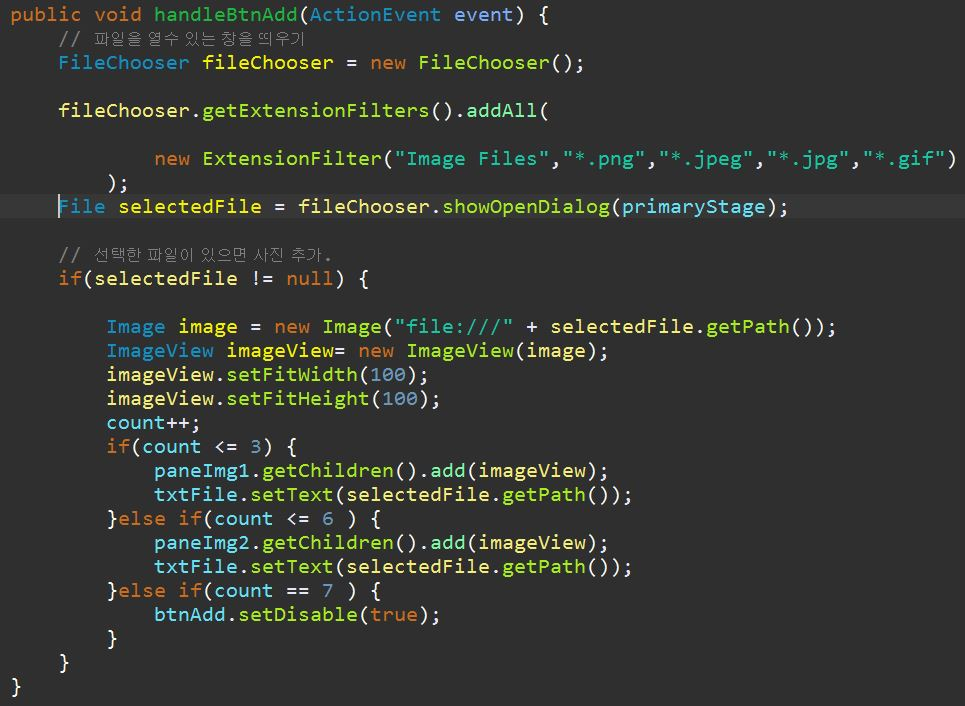 public void handleBtnAdd(ActionEvent event) {
// 파일을 열수 있는 창을 띄우기
FileChooser fileChooser = new FileChooser();
fileChooser.getExtensionFilters().addAll(
new ExtensionFilter("Image Files","*.png","*.jpeg","*.jpg","*.gif")
);
File selectedFile = fileChooser.showOpenDialog(primaryStage);
// 선택한 파일이 있으면 사진 추가.
if(selectedFile != null) {
Image image = new Image("file:///" + selectedFile.getPath());
ImageView imageView= new ImageView(image);
imageView.setFitWidth(100);
imageView.setFitHeight(100);
count++;
if(count <= 3) {
paneImg1.getChildren().add(imageView);
txtFile.setText(selectedFile.getPath());
}else if(count <= 6 ) {
paneImg2.getChildren().add(imageView);
txtFile.setText(selectedFile.getPath());
}else if(count == 7 ) {
btnAdd.setDisable(true);
}
}
}